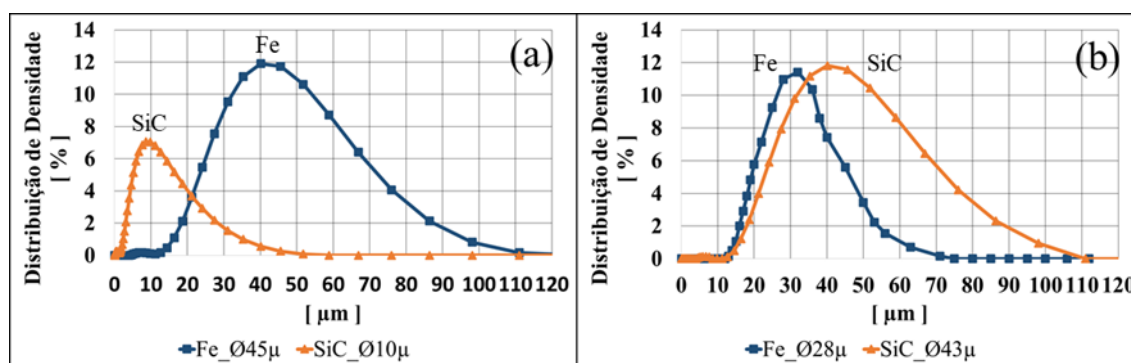 (a)
Distribuição de Densidade
[ % ]
14
12
10
8
6
4
2
0
Fe
SiC
0 10 20 30 40 50 60 70 80 90 100 110 120
[ µm ]
Fe_Ø45µ SiC_Ø10µ
(b)
Distribuição de Densidade
[ % ]
14
12
10
8
6
4
2
0
Fe SiC
0 10 20 30 40 50 60 70 80 90 100 110 120
[ µm ]
Fe_Ø28µ SiC_Ø43µ